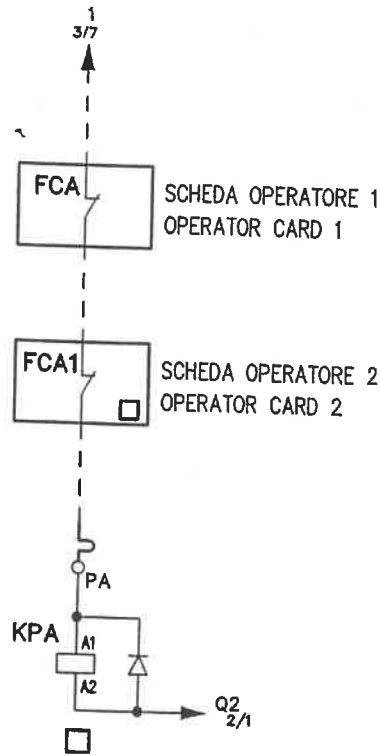 1
3/7
FCA
SCHEDA OPERATORE 1
OPERATOR CARD 1
FCA1
SCHEDA OPERATORE 2
OPERATOR CARD 2
PA
KPA
A1
A2
Q2
2/1